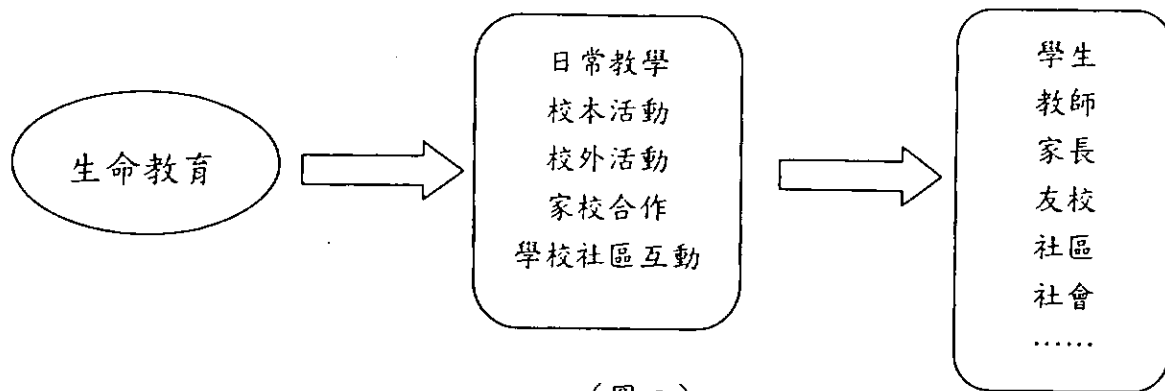 生命教育
日常教學
校本活動
校外活動
家校合作
學校社區互動
學生
教師
家長
友校
社區
社會
……